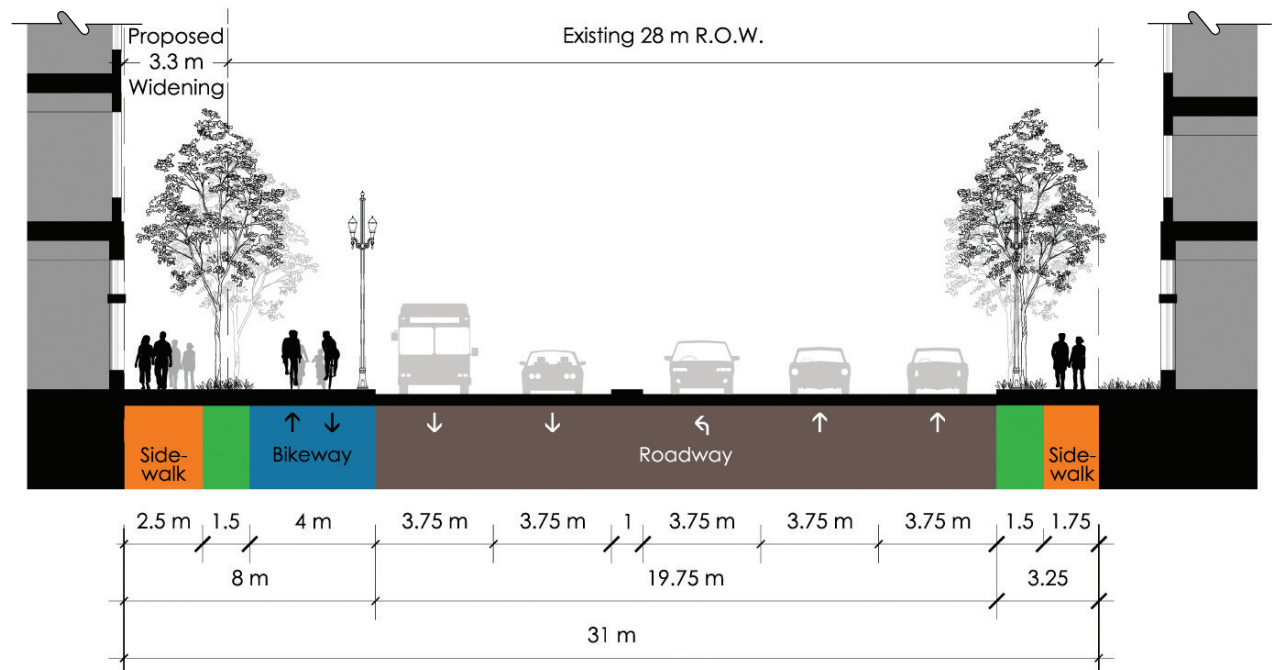 Proposed
3.3 m
Widening
Existing 28 m R.O.W.
Side-
walk
Bikeway
Roadway
Side-
walk
2.5 m 1.5 4 m 3.75 m 3.75 m 1 3.75 m 3.75 m 3.75 m 1.5 1.75
8 m 19.75 m 3.25
31 m